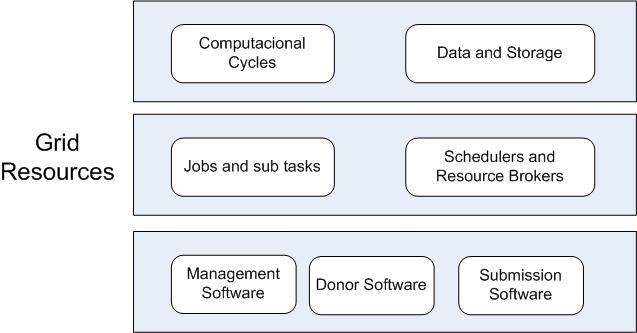 Computacional
Cycles
Data and Storage
Grid
Resources
Jobs and sub tasks
Schedulers and
Resource Brokers
Management
Software
Donor Software
Submission
Software